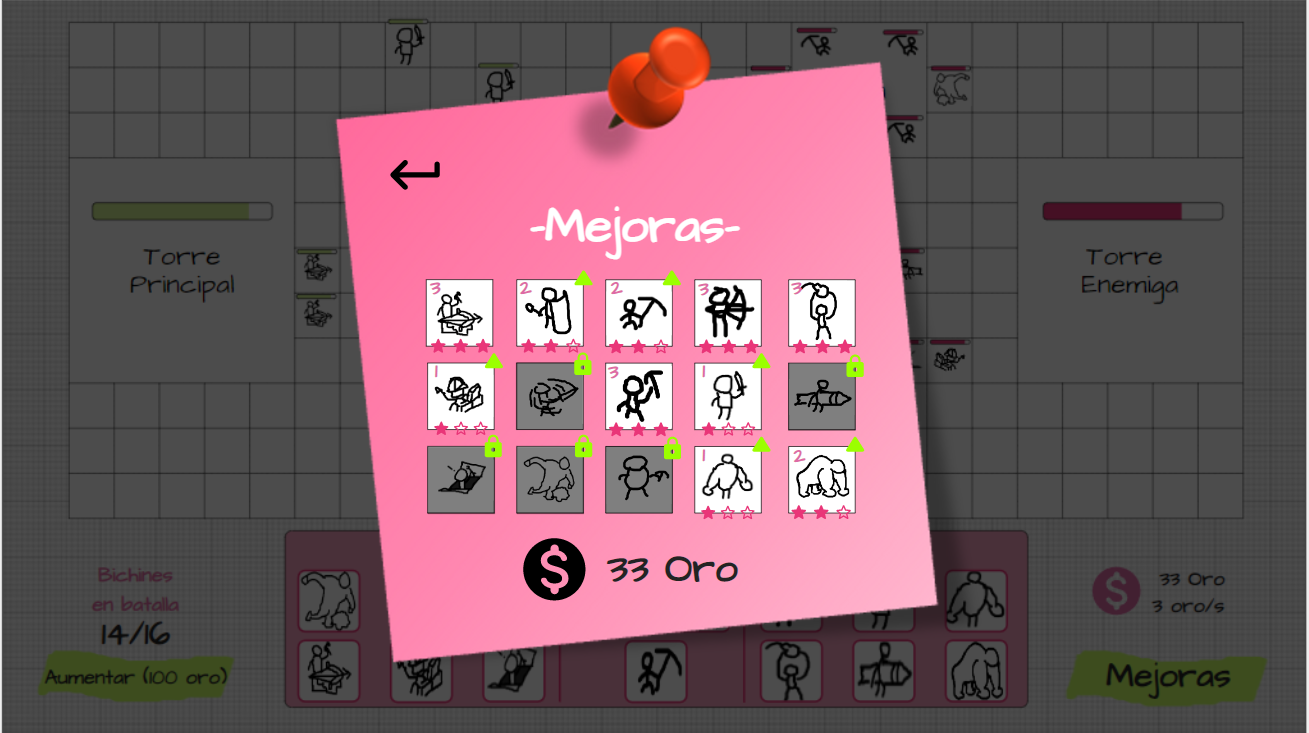 -Mejoras-
3 2 2 3 3
1 3 1
1 2
33 Oro
Torre
Principal
Torre
Enemiga
Bichines
en batalla
14/16
Aumentar (100 oro)
33 Oro
3 oro/s
Mejoras